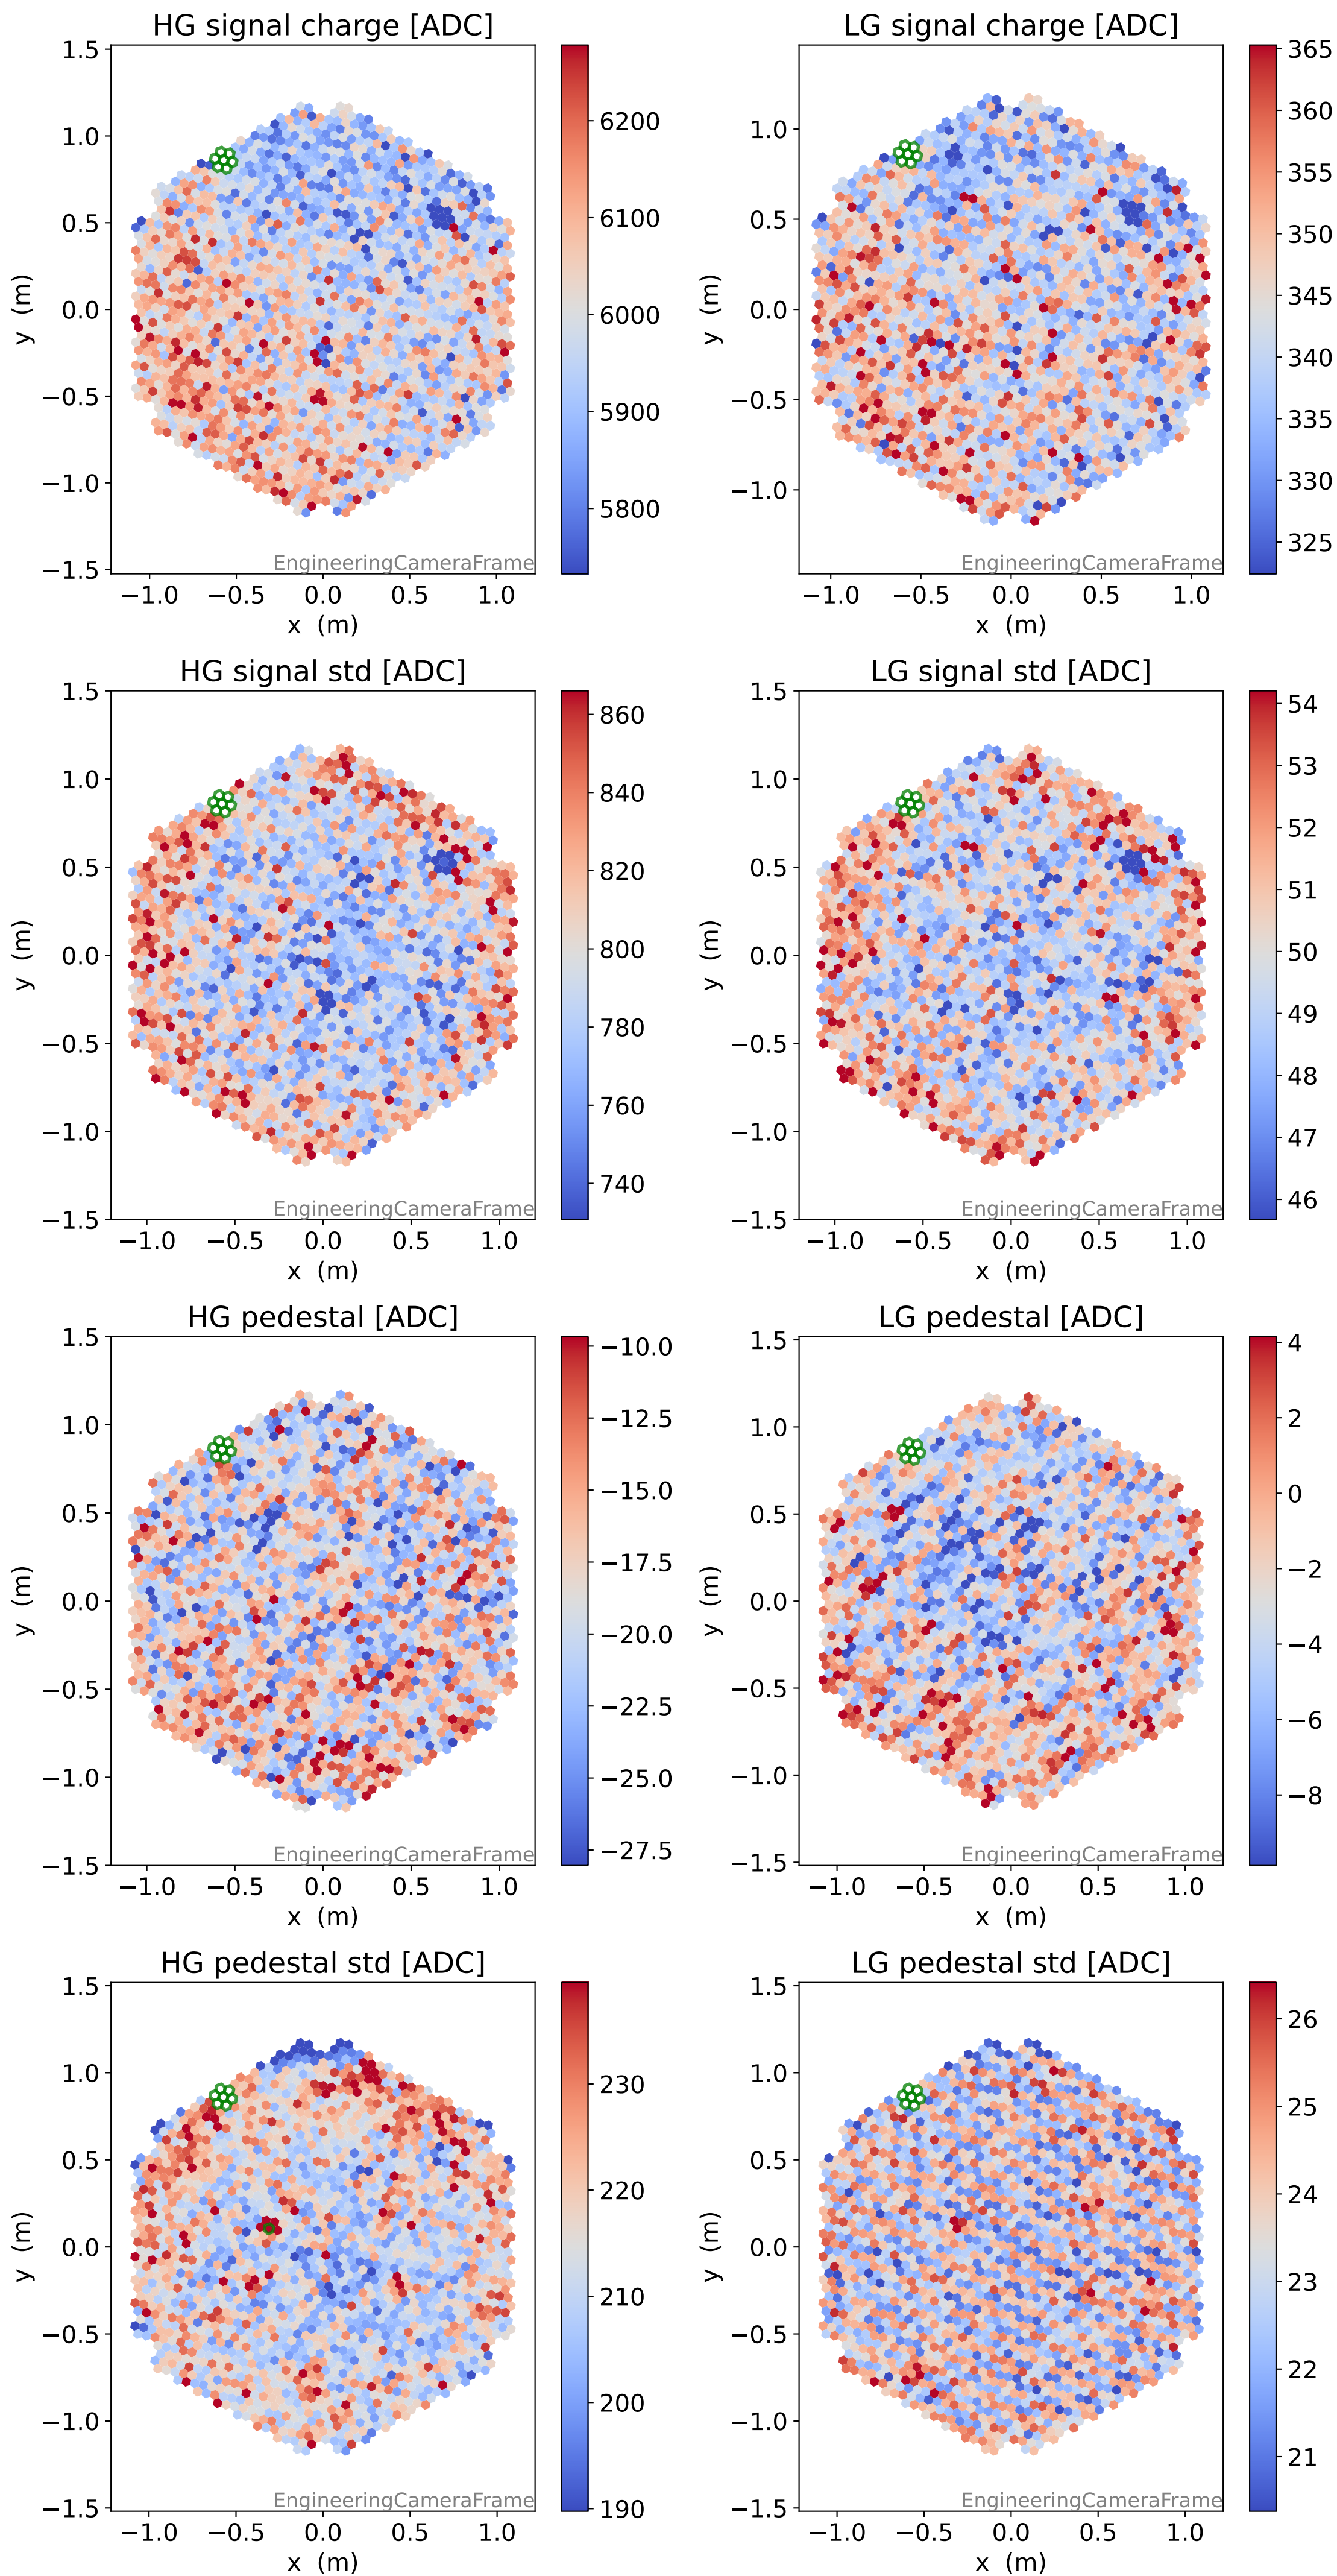 HG signal charge [ADC]
1.5
1.0
0.5
0.0
−0.5
−1.0
−1.5
y (m)
−1.0 −0.5 0.0 0.5 1.0
x (m)
EngineeringCameraFrame
6200
6100
6000
5900
5800
LG signal charge [ADC]
1.0
0.5
0.0
−0.5
−1.0
y (m)
−1.0 −0.5 0.0 0.5 1.0
x (m)
EngineeringCameraFrame
365
360
355
350
345
340
335
330
325
HG signal std [ADC]
1.5
1.0
0.5
0.0
−0.5
−1.0
−1.5
y (m)
−1.0 −0.5 0.0 0.5 1.0
x (m)
EngineeringCameraFrame
860
840
820
800
780
760
740
LG signal std [ADC]
1.5
1.0
0.5
0.0
−0.5
−1.0
−1.5
y (m)
−1.0 −0.5 0.0 0.5 1.0
x (m)
EngineeringCameraFrame
54
53
52
51
50
49
48
47
46
HG pedestal [ADC]
1.5
1.0
0.5
0.0
−0.5
−1.0
−1.5
y (m)
−1.0 −0.5 0.0 0.5 1.0
x (m)
EngineeringCameraFrame
−10.0
−12.5
−15.0
−17.5
−20.0
−22.5
−25.0
−27.5
LG pedestal [ADC]
1.5
1.0
0.5
0.0
−0.5
−1.0
−1.5
y (m)
−1.0 −0.5 0.0 0.5 1.0
x (m)
EngineeringCameraFrame
4
2
0
−2
−4
−6
−8
HG pedestal std [ADC]
1.5
1.0
0.5
0.0
−0.5
−1.0
−1.5
y (m)
−1.0 −0.5 0.0 0.5 1.0
x (m)
EngineeringCameraFrame
230
220
210
200
190
LG pedestal std [ADC]
1.5
1.0
0.5
0.0
−0.5
−1.0
−1.5
y (m)
−1.0 −0.5 0.0 0.5 1.0
x (m)
EngineeringCameraFrame
26
25
24
23
22
21